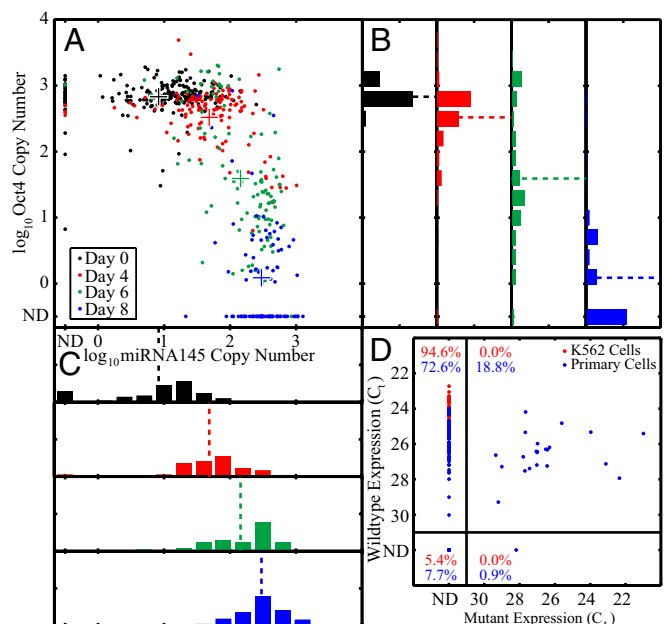 A
B
4
3
2
1
0
ND
log10Oct4 Copy Number
Day 0
Day 4
Day 6
Day 8
ND 0 1 2 3
log10miRNA145 Copy Number
C
D
94.6% 0.0%
72.6% 18.8%
K562 Cells
Primary Cells
22
24
26
28
30
ND
Wildtype Expression (Ct)
5.4% 0.0%
7.7% 0.9%
ND 30 28 26 24 22
Mutant Expression (Ct)